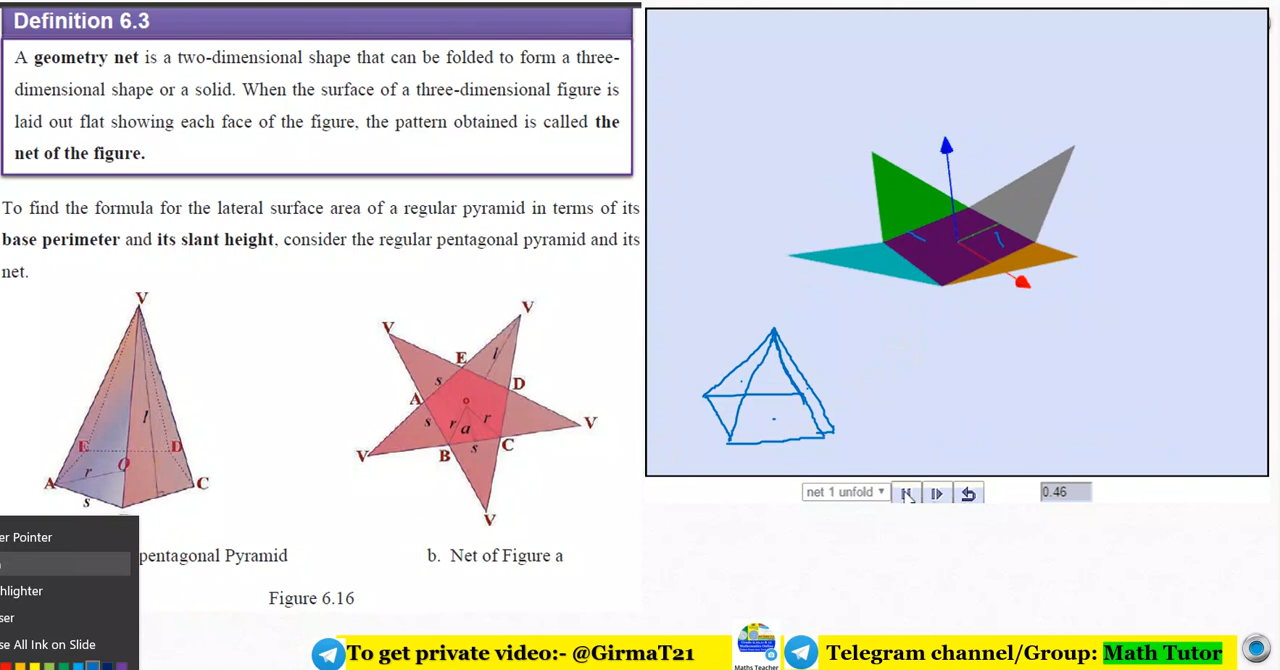 Definition 6.3
A geometry net is a two-dimensional shape that can be folded to form a three-
dimensional shape or a solid. When the surface of a three-dimensional figure is
laid out flat showing each face of the figure, the pattern obtained is called the
net of the figure.
To find the formula for the lateral surface area of a regular pyramid in terms of its
base perimeter and its slant height, consider the regular pentagonal pyramid and its
net.
V
l
E
D
O
r
A
C
s
V
V
E
l
s
D
A
o
s
r
a
r
V
V
B
s
C
V
er Pointer
hlighter
ser
se All Ink on Slide
pentagonal Pyramid
b. Net of Figure a
Figure 6.16
net 1 unfold
0.46
To get private video:- @GirmaT21
Maths Teacher
Telegram channel/Group: Math Tutor